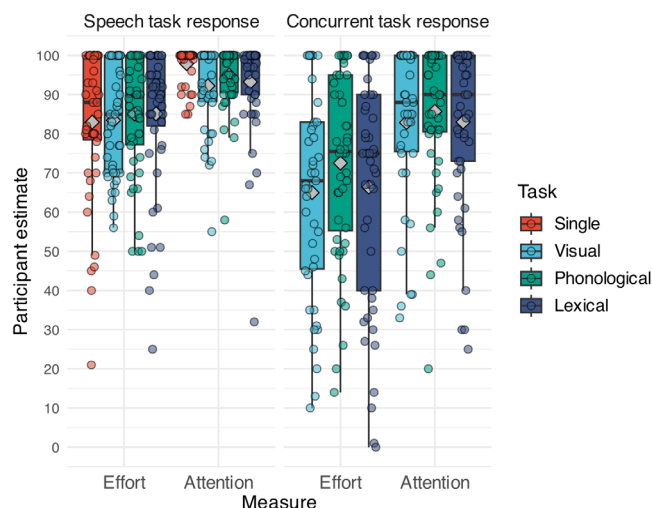 Speech task response
Concurrent task response
Participant estimate
100
90
80
70
60
50
40
30
20
10
0
Effort
Attention
Effort
Attention
Measure
Task
Single
Visual
Phonological
Lexical